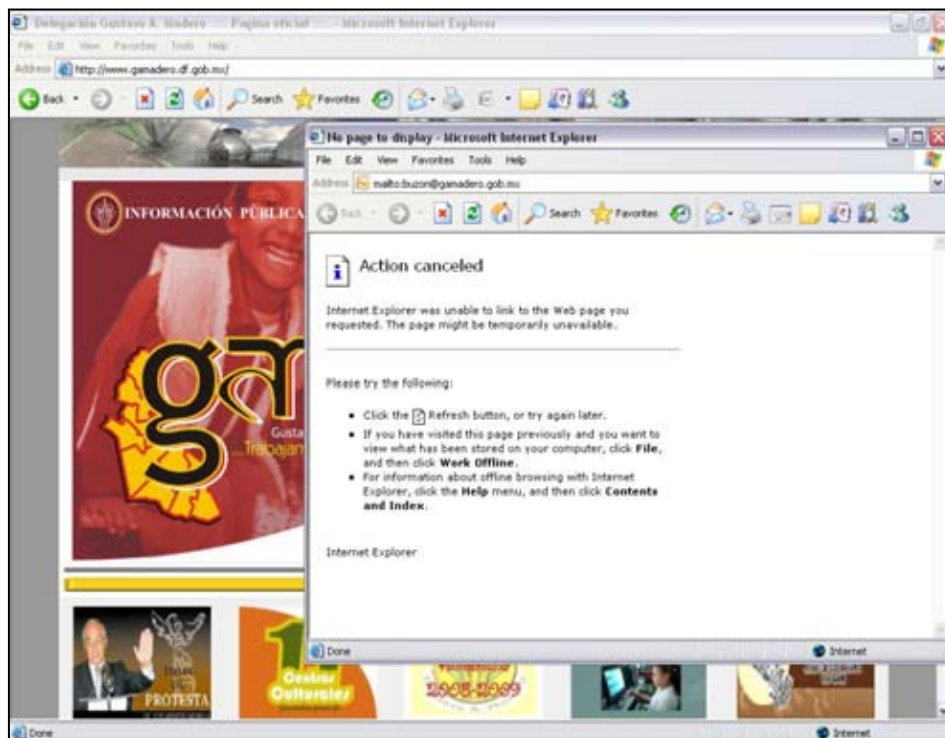 Delegación Gustavo A. Madero ::.. Pagina oficial ..:: - Microsoft Internet Explorer
File Edit View Favorites Tools Help
Address http://www.gamadero.df.gob.mx/
Back Search Favorites
INFORMACIÓN PÚBLICA
Gusta
Trabajan
No page to display - Microsoft Internet Explorer
File Edit View Favorites Tools Help
Address mailto:buzon@gamadero.gob.mx
Back Search Favorites
Action canceled
Internet Explorer was unable to link to the Web page you
requested. The page might be temporarily unavailable.
Please try the following:
Click the Refresh button, or try again later.
If you have visited this page previously and you want to
view what has been stored on your computer, click File,
and then click Work Offline.
For information about offline browsing with Internet
Explorer, click the Help menu, and then click Contents
and Index.
Internet Explorer
Done Internet
PROTESTA
Centros
Culturales
2008-2009
Done Internet